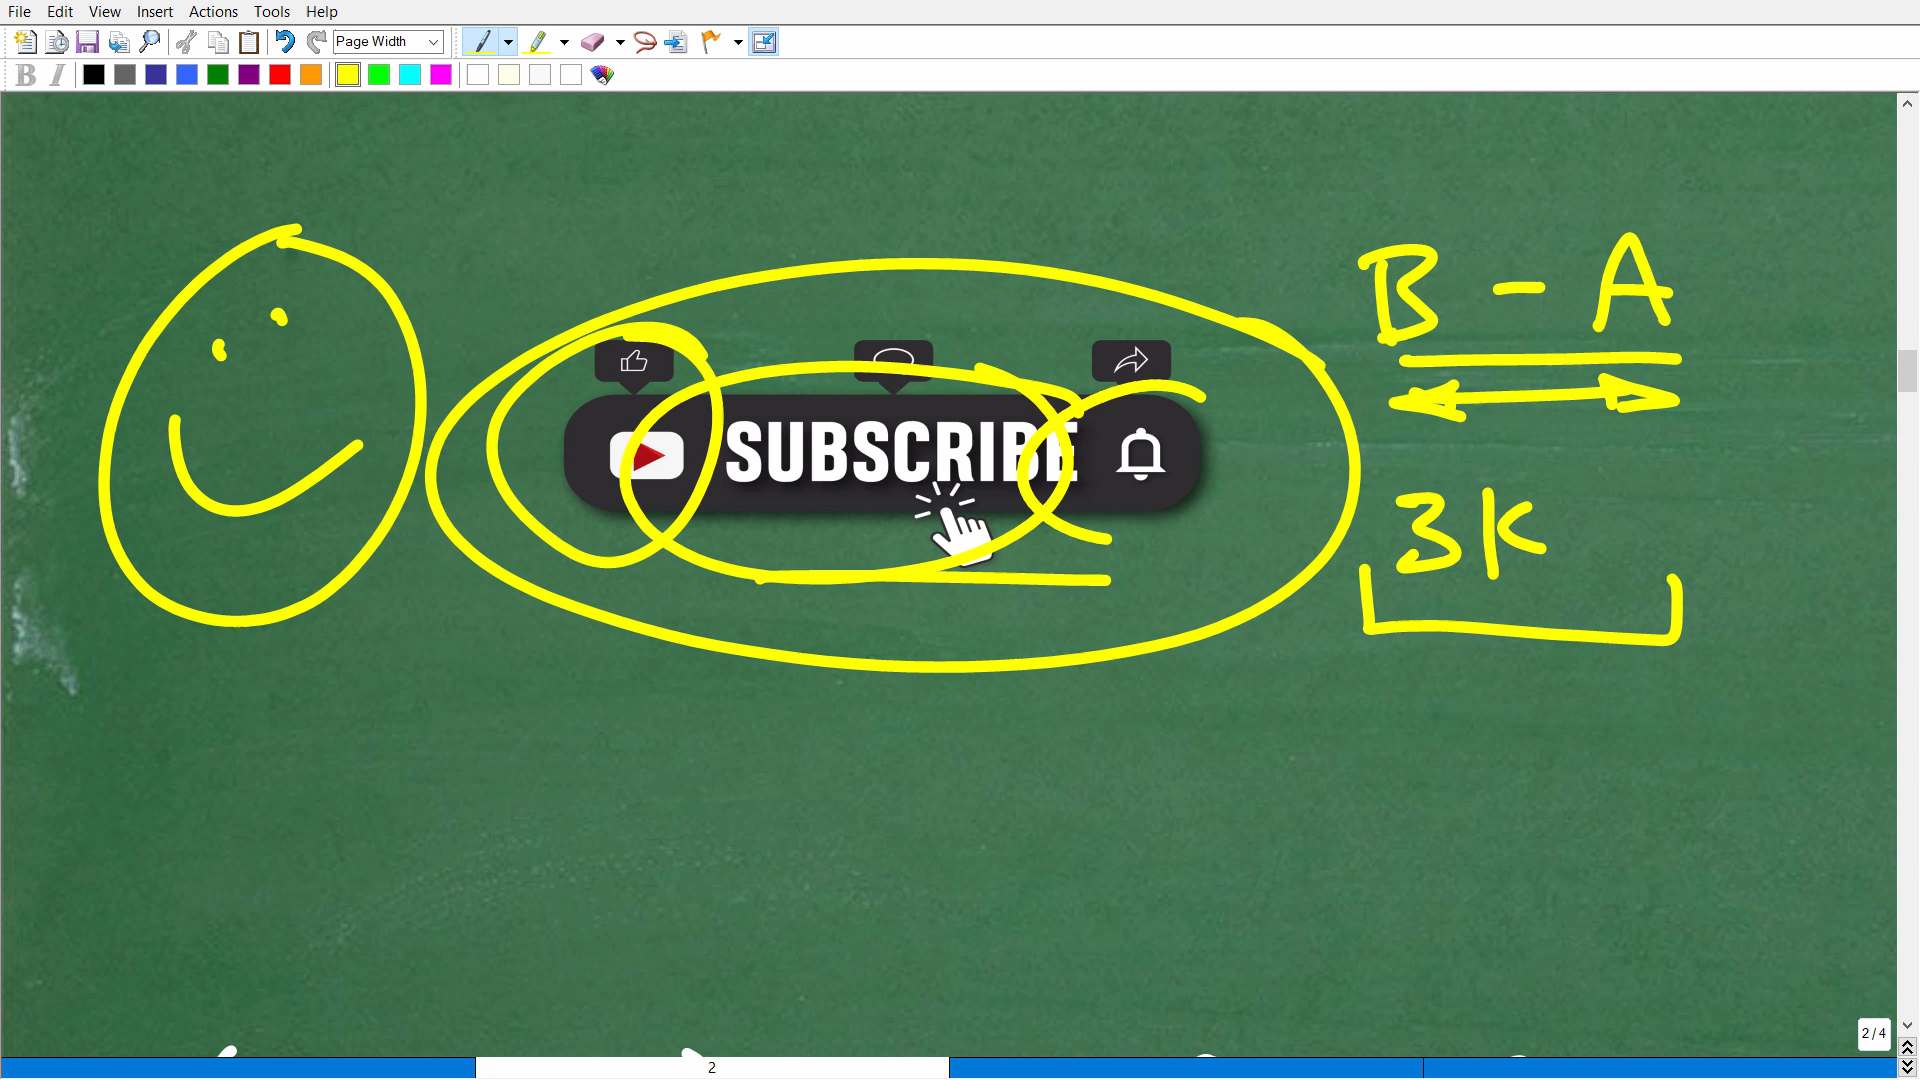 File Edit View Insert Actions Tools Help
Page Width
B I
B - A
SUBSCRIBE
3K
2 / 4
2